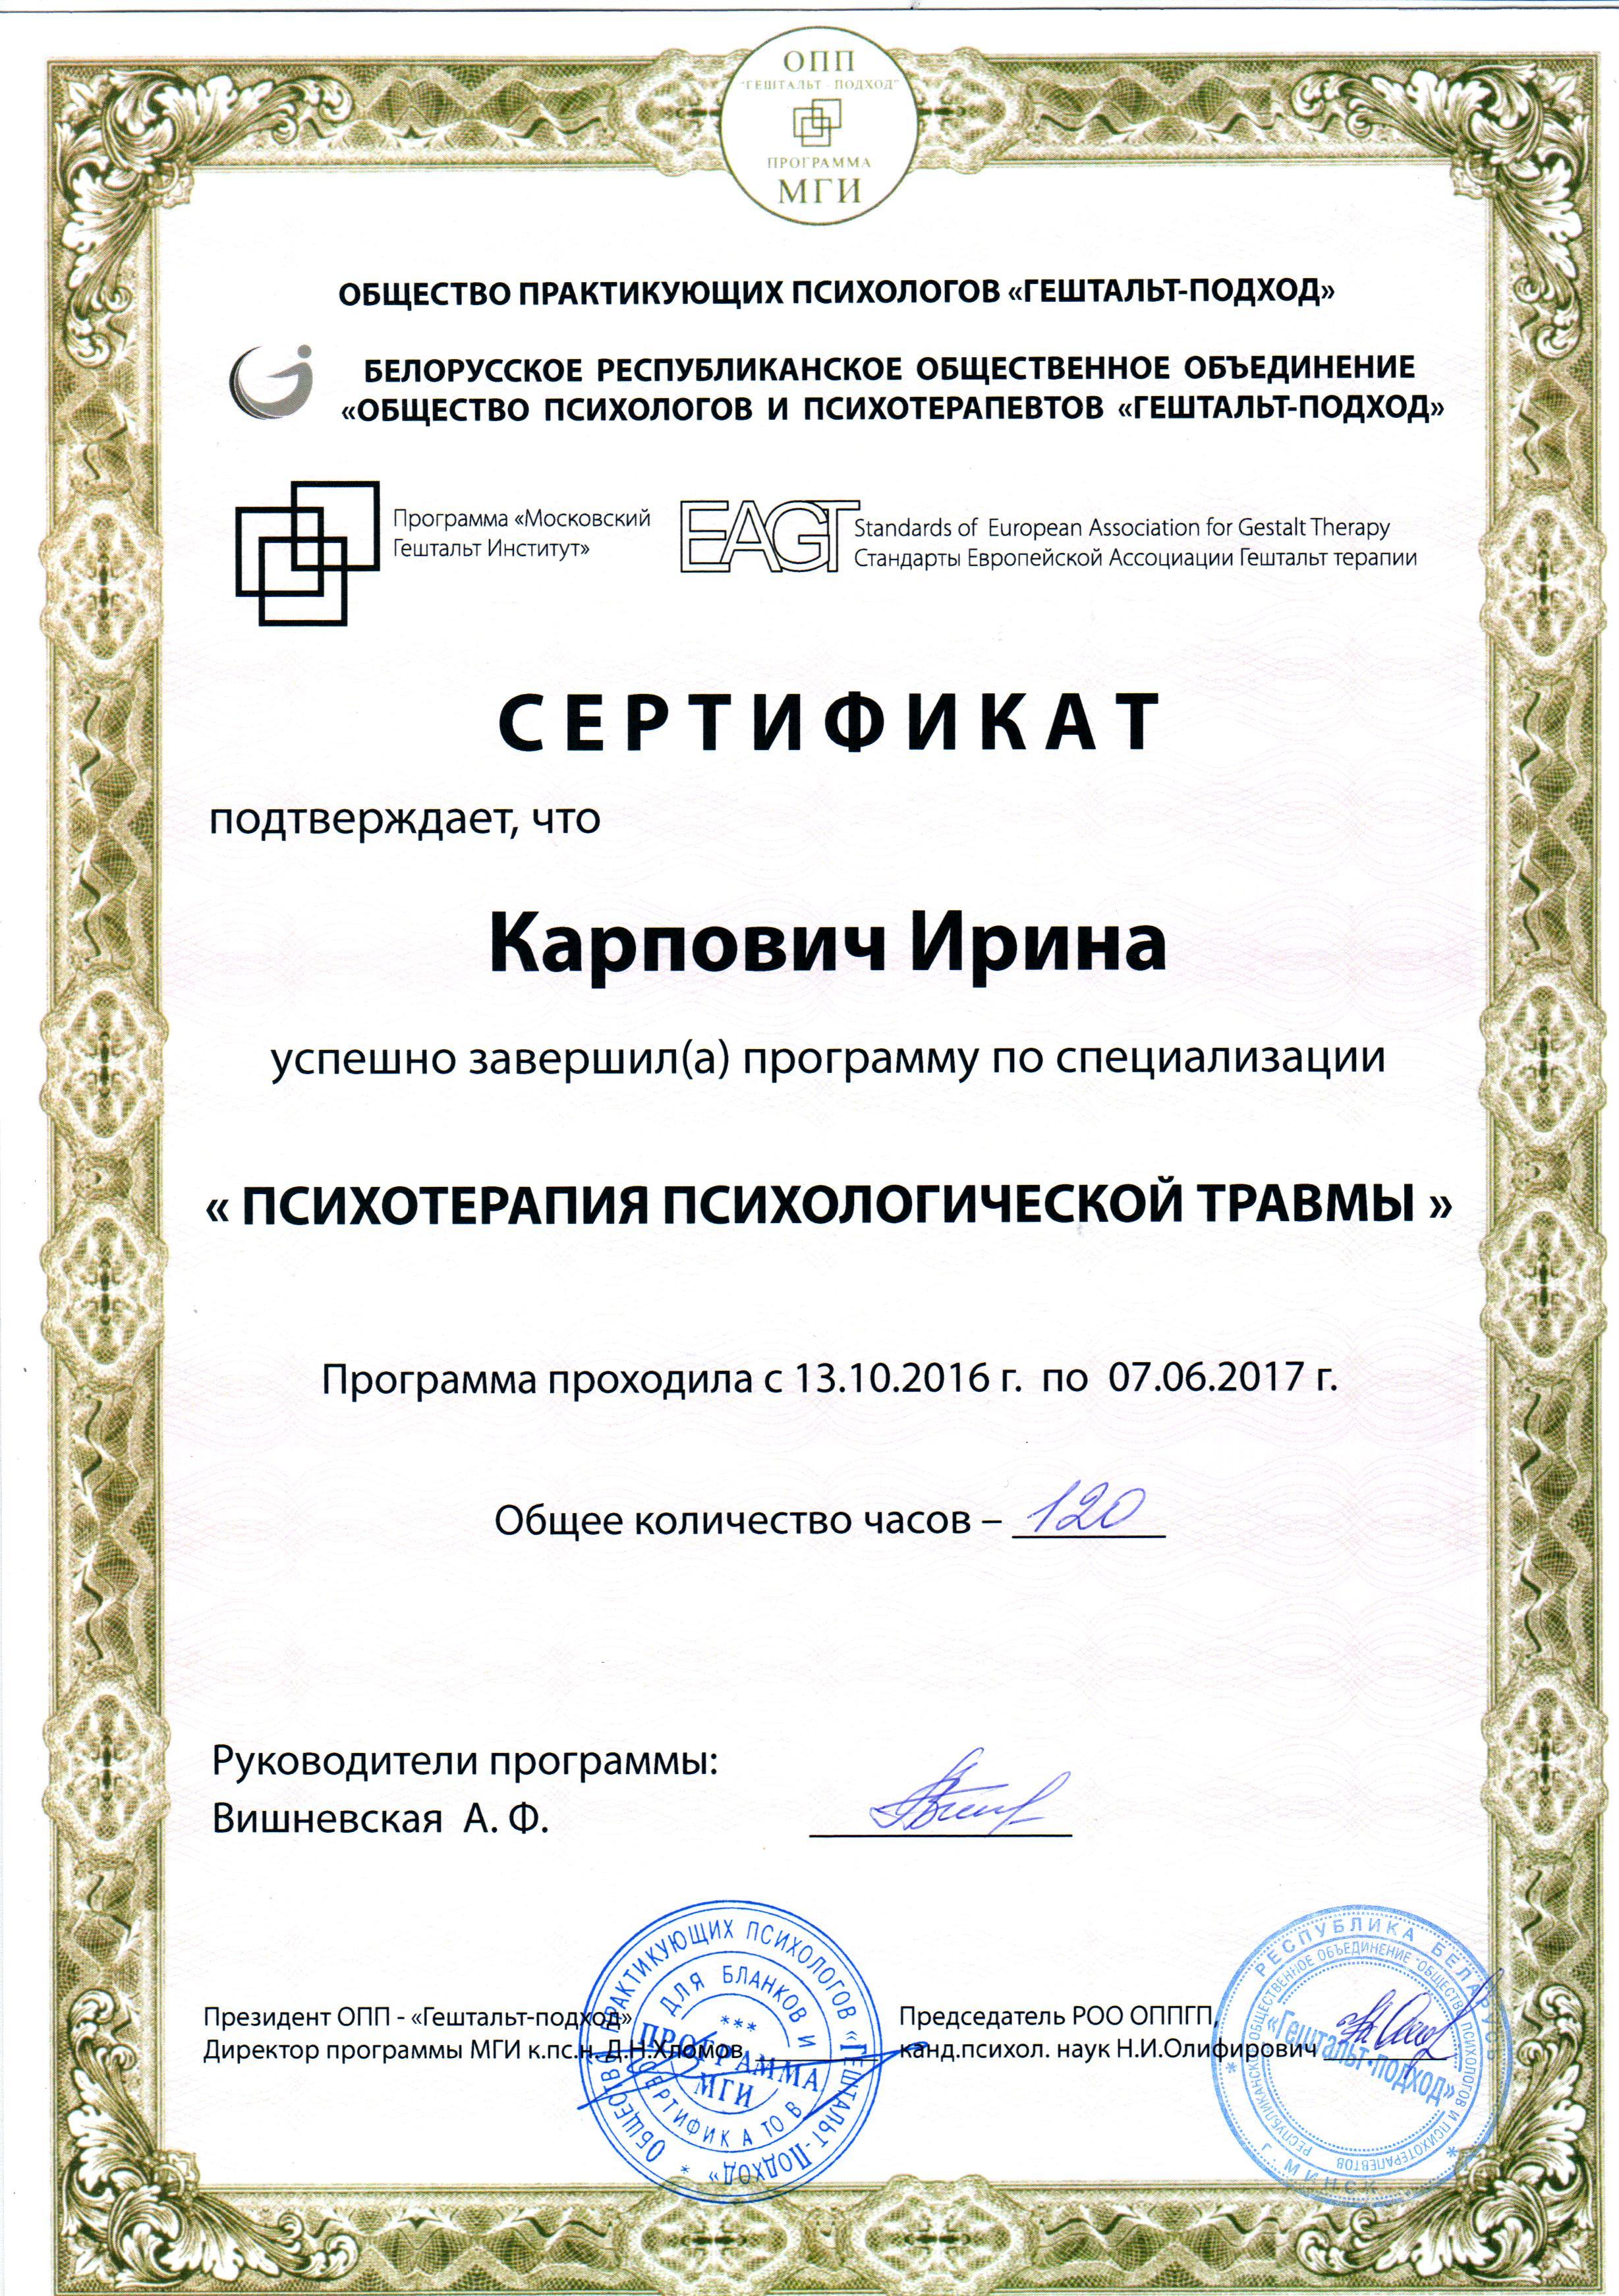 ОПП
"ГЕШТАЛЬТ - ПОДХОД"
ПРОГРАММА
МГИ
ОБЩЕСТВО ПРАКТИКУЮЩИХ ПСИХОЛОГОВ «ГЕШТАЛЬТ-ПОДХОД»
БЕЛОРУССКОЕ РЕСПУБЛИКАНСКОЕ ОБЩЕСТВЕННОЕ ОБЪЕДИНЕНИЕ
«ОБЩЕСТВО ПСИХОЛОГОВ И ПСИХОТЕРАПЕВТОВ «ГЕШТАЛЬТ-ПОДХОД»
Программа «Московский
Гештальт Институт»
EAGT
Standards of European Association for Gestalt Therapy
Стандарты Европейской Ассоциации Гештальт терапии
СЕРТИФИКАТ
подтверждает, что
Карпович Ирина
успешно завершил(а) программу по специализации
« ПСИХОТЕРАПИЯ ПСИХОЛОГИЧЕСКОЙ ТРАВМЫ »
Программа проходила с 13.10.2016 г. по 07.06.2017 г.
Общее количество часов – 120
Руководители программы:
Вишневская А. Ф.
Президент ОПП - «Гештальт-подход»
Директор программы МГИ к.пс.н. Д.Н.Хломов
Председатель РОО ОППГП,
канд.психол. наук Н.И.Олифирович
ОБЩЕСТВО ПРАКТИКУЮЩИХ ПСИХОЛОГОВ «ГЕШТАЛЬТ-ПОДХОД» *
ДЛЯ БЛАНКОВ И СЕРТИФИКАТОВ
***
ПРОГРАММА
МГИ
* РЕСПУБЛИКА БЕЛАРУСЬ * Г. МИНСК
РЕСПУБЛИКАНСКОЕ ОБЩЕСТВЕННОЕ ОБЪЕДИНЕНИЕ "ОБЩЕСТВО ПСИХОЛОГОВ И ПСИХОТЕРАПЕВТОВ
«Гештальт-подход»